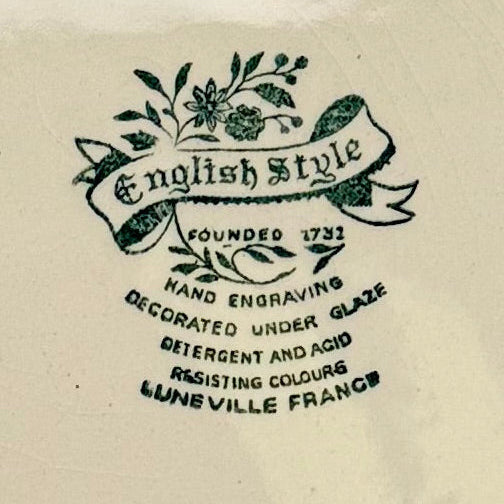 English Style
FOUNDED 1732
HAND ENGRAVING
DECORATED UNDER GLAZE
DETERGENT AND ACID
RESISTING COLOURS
LUNEVILLE FRANCE